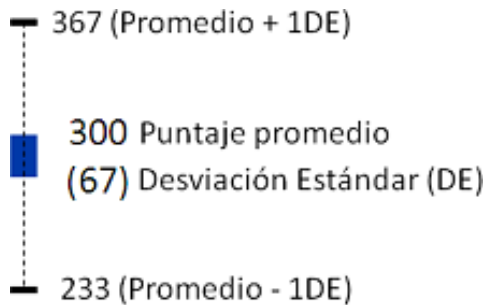 367 (Promedio + 1DE)
300 Puntaje promedio
(67) Desviación Estándar (DE)
233 (Promedio - 1DE)